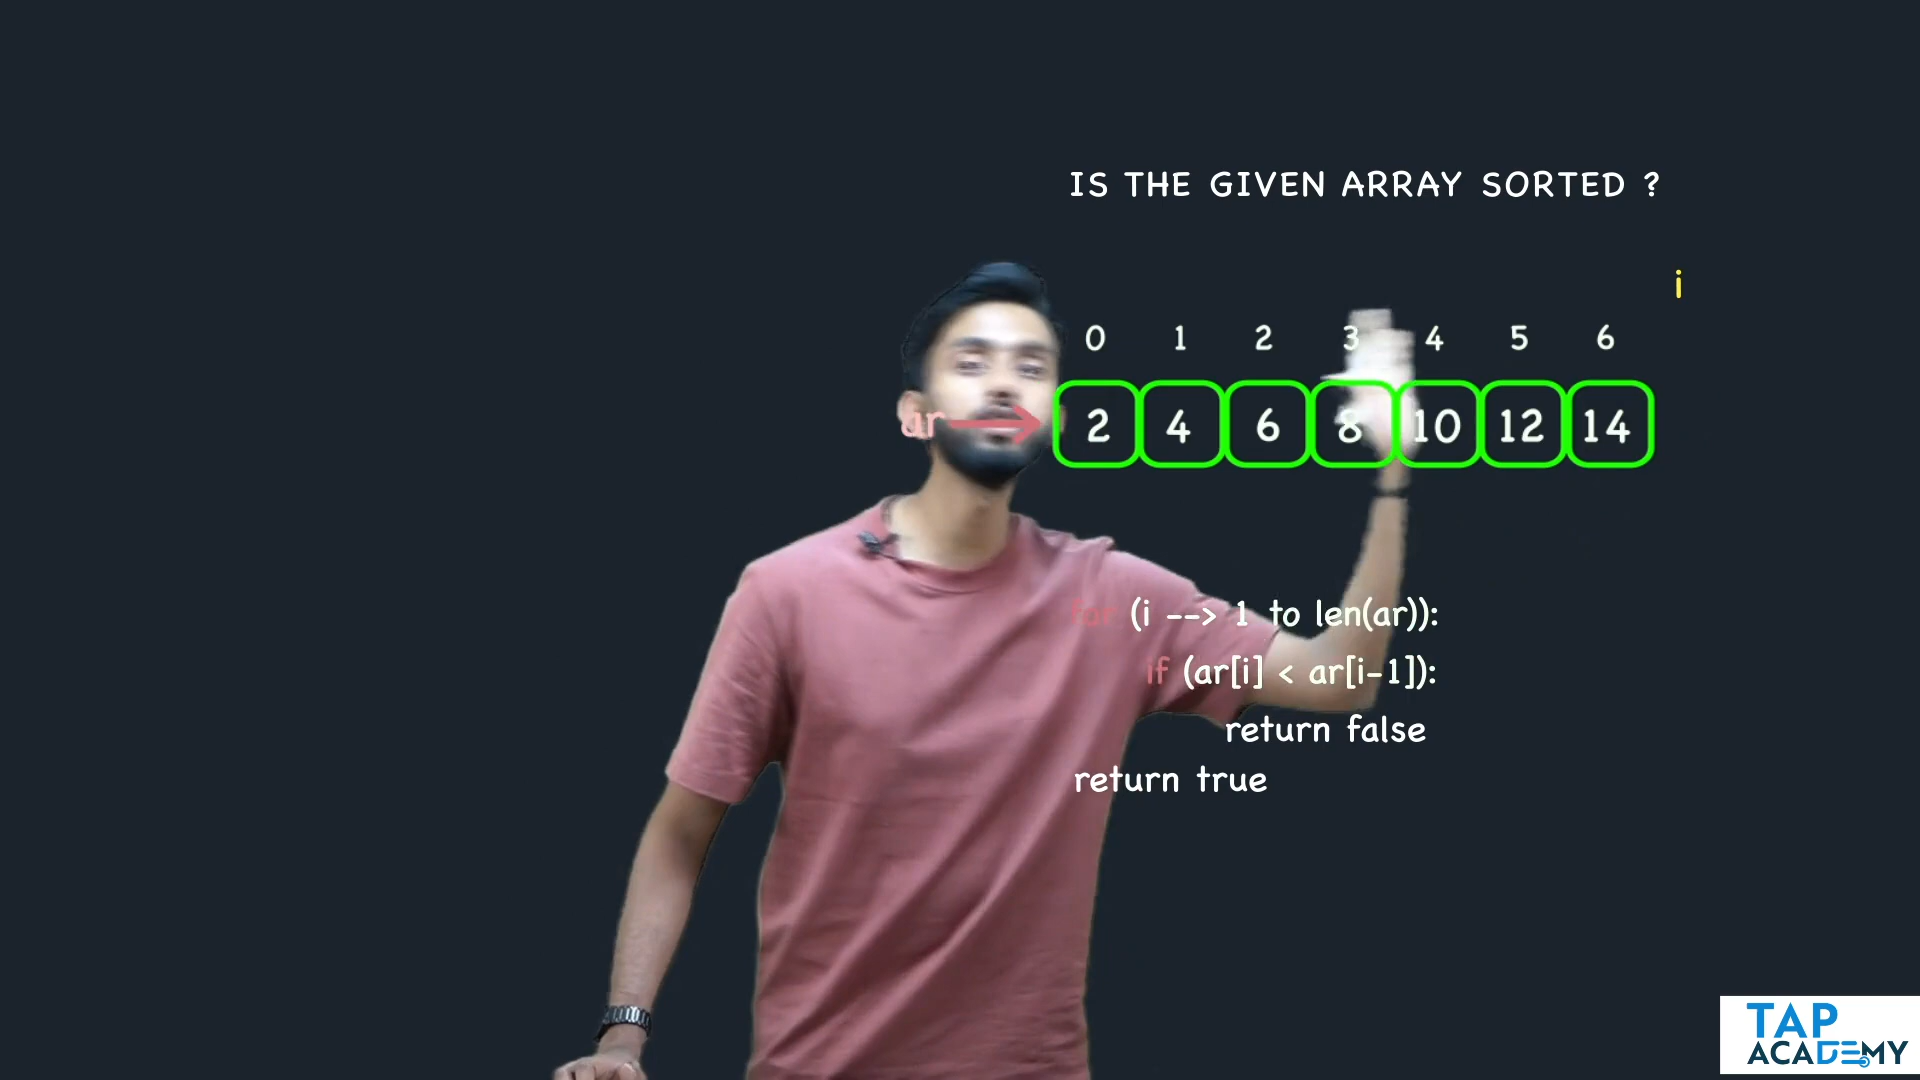 IS THE GIVEN ARRAY SORTED ?
i
0 1 2 3 4 5 6
ar
2 4 6 8 10 12 14
for (i --> 1 to len(ar)):
if (ar[i] < ar[i-1]):
return false
return true
TAP
ACADEMY